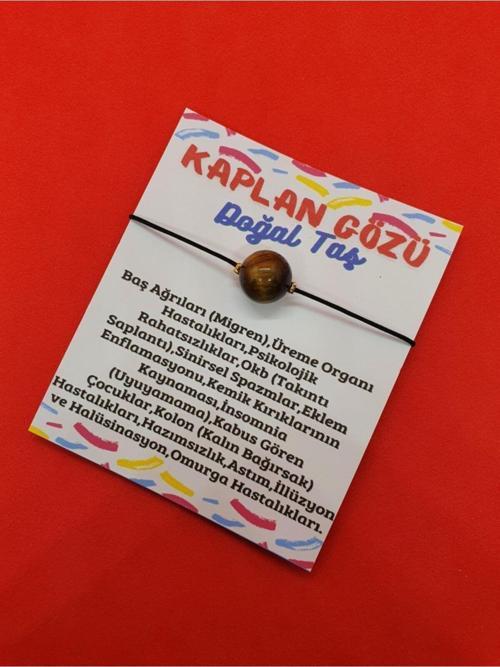 KAPLAN GÖZÜ
Doğal Taş
Baş Ağrıları (Migren),Üreme Organı
Hastalıkları,Psikolojik
Rahatsızlıklar,Okb (Takıntı
Saplantı),Sinirsel Spazmlar,Eklem
Enflamasyonu,Kemik Kırıklarının
Kaynaması,İnsomnia
(Uyuyamama),Kabus Gören
Çocuklar,Kolon (Kalın Bağırsak)
Hastalıkları,Hazımsızlık,Astım,İllüzyon
ve Halüsinasyon,Omurga Hastalıkları.